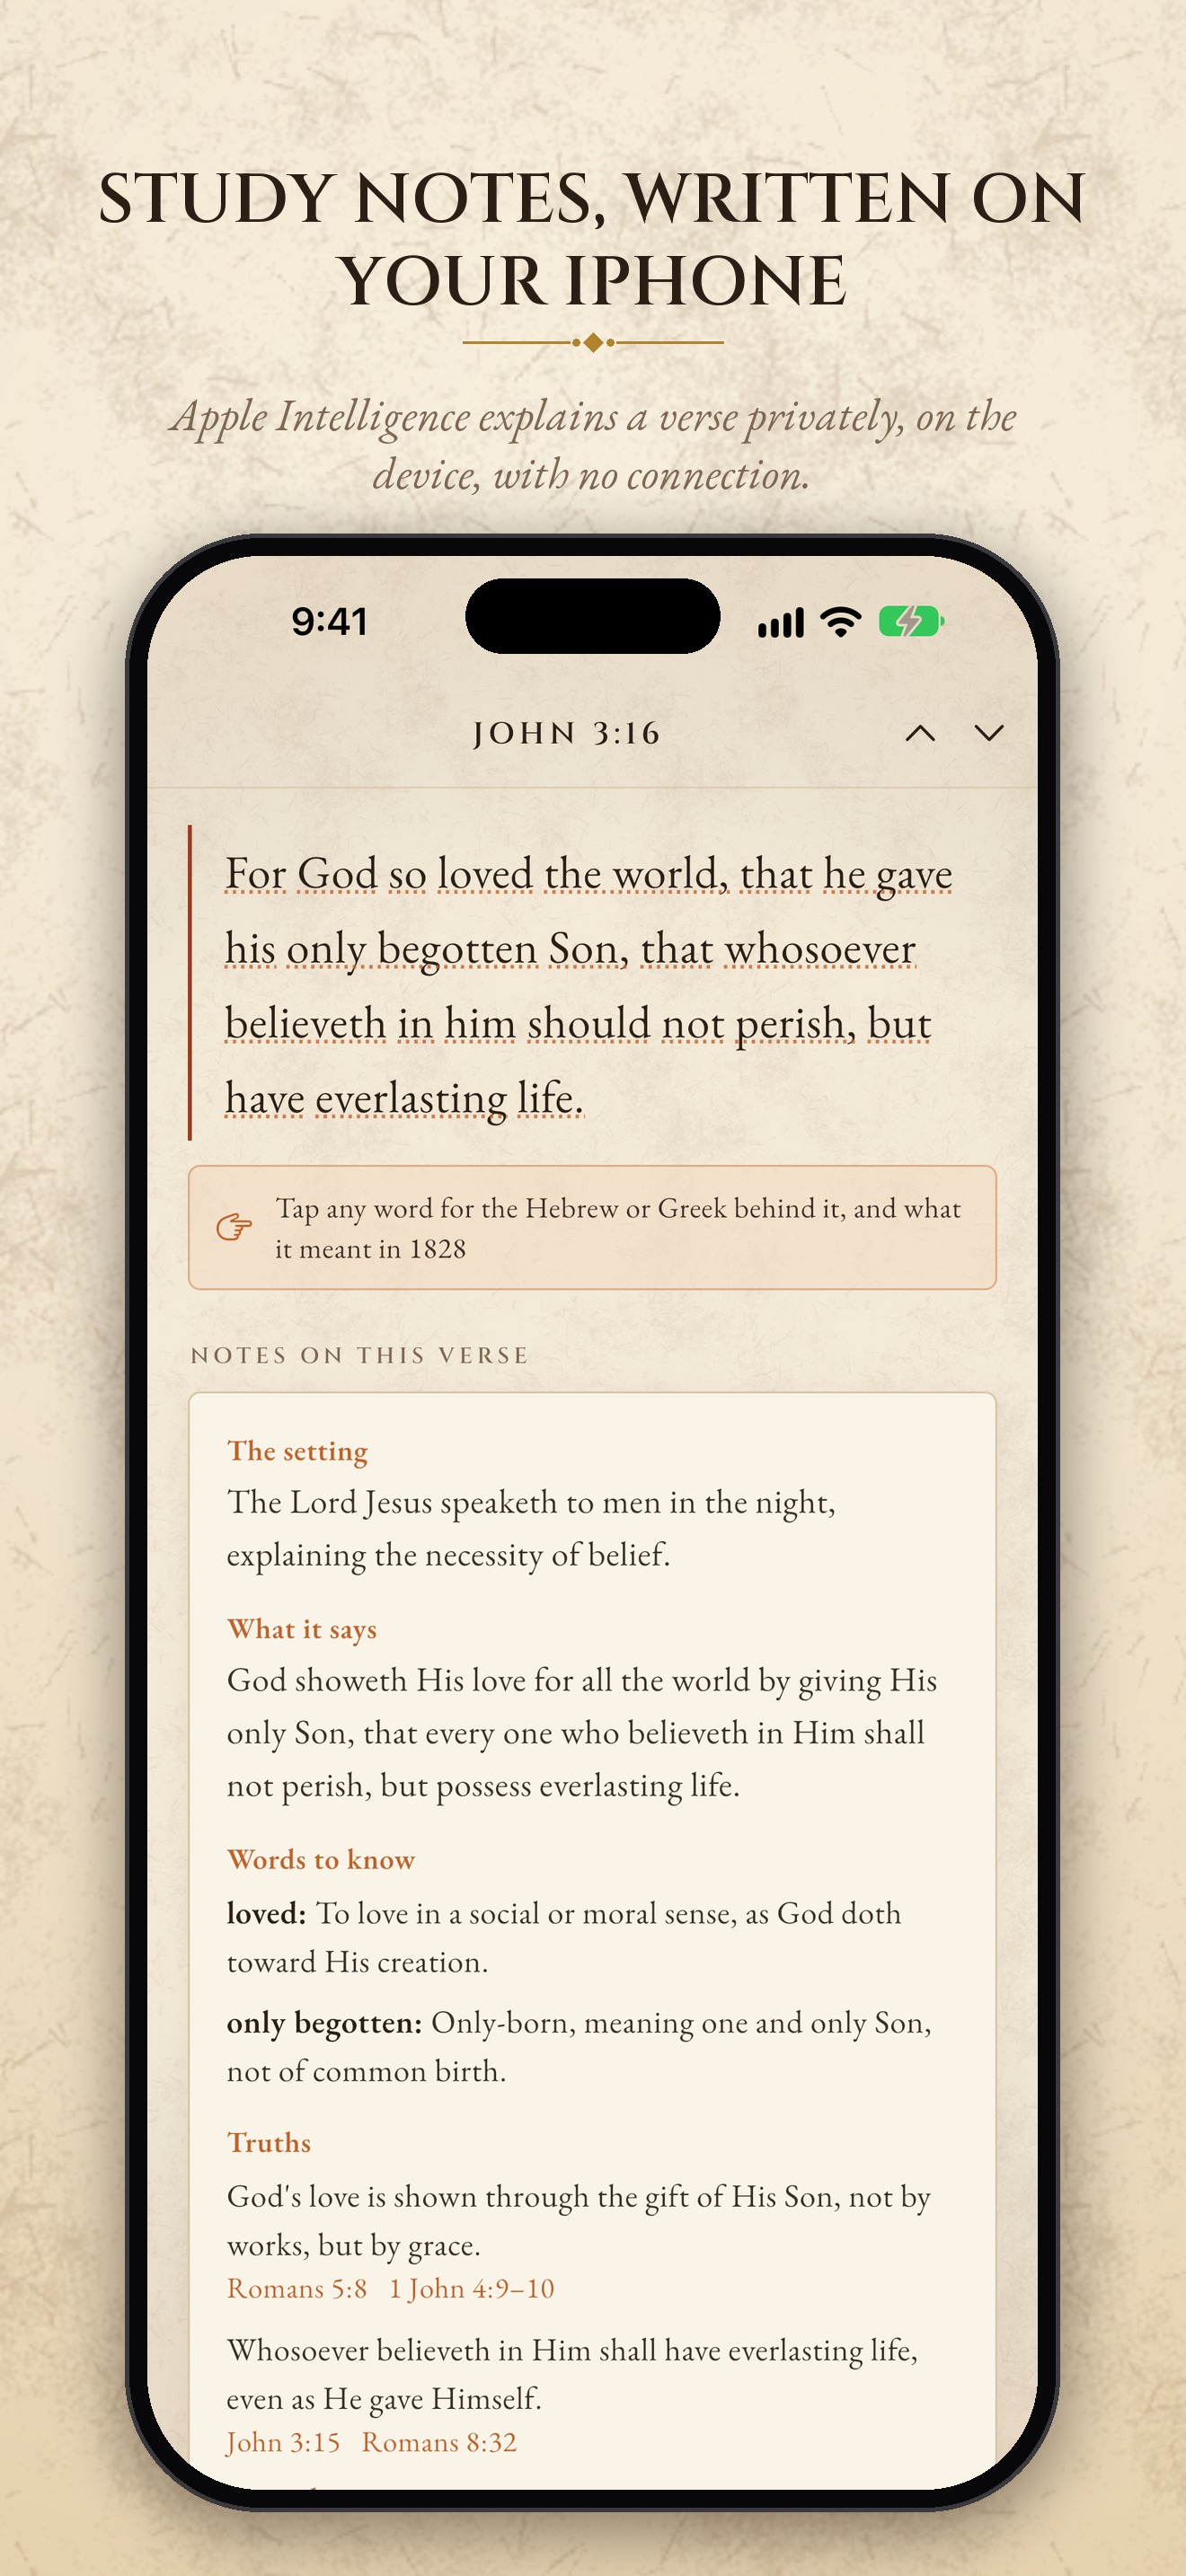 STUDY NOTES, WRITTEN ON
YOUR IPHONE
Apple Intelligence explains a verse privately, on the
device, with no connection.
9:41
JOHN 3:16
For God so loved the world, that he gave
his only begotten Son, that whosoever
believeth in him should not perish, but
have everlasting life.
Tap any word for the Hebrew or Greek behind it, and what
it meant in 1828
NOTES ON THIS VERSE
The setting
The Lord Jesus speaketh to men in the night,
explaining the necessity of belief.
What it says
God showeth His love for all the world by giving His
only Son, that every one who believeth in Him shall
not perish, but possess everlasting life.
Words to know
loved: To love in a social or moral sense, as God doth
toward His creation.
only begotten: Only-born, meaning one and only Son,
not of common birth.
Truths
God's love is shown through the gift of His Son, not by
works, but by grace.
Romans 5:8 1 John 4:9–10
Whosoever believeth in Him shall have everlasting life,
even as He gave Himself.
John 3:15 Romans 8:32